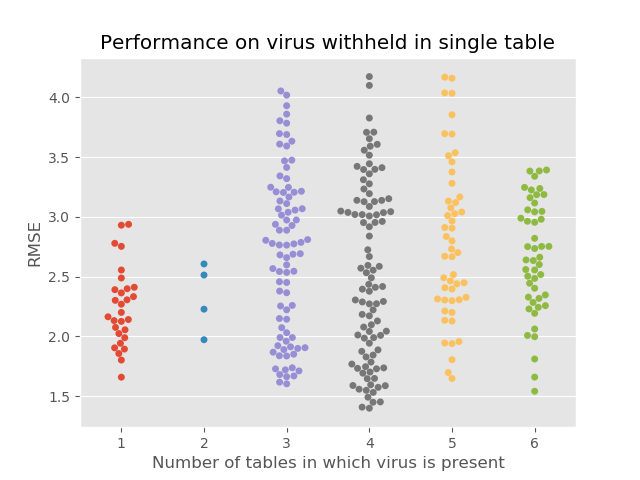 Performance on virus withheld in single table
4.0
3.5
3.0
2.5
2.0
1.5
RMSE
1 2 3 4 5 6
Number of tables in which virus is present